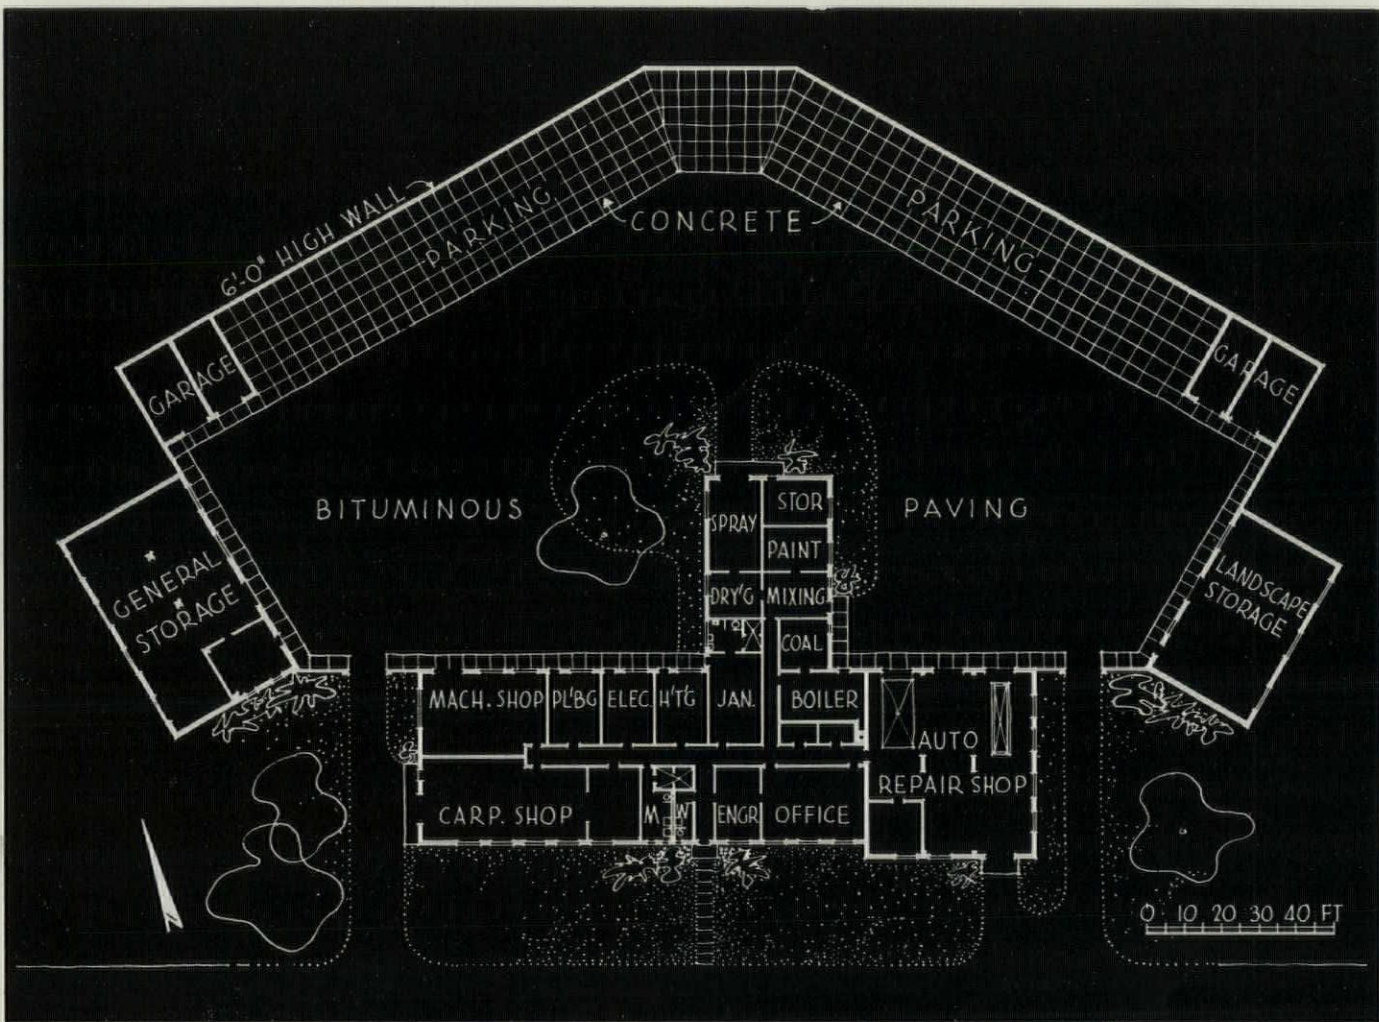 6'-0" HIGH WALL
PARKING
CONCRETE
PARKING
GARAGE
GARAGE
BITUMINOUS
PAVING
SPRAY
STOR
PAINT
DRY'G
MIXING
COAL
GENERAL
STORAGE
LANDSCAPE
STORAGE
MACH. SHOP
PL'BG
ELEC.
H'T'G
JAN.
BOILER
AUTO
REPAIR SHOP
CARP. SHOP
M
W
ENGR
OFFICE
0 10 20 30 40 FT